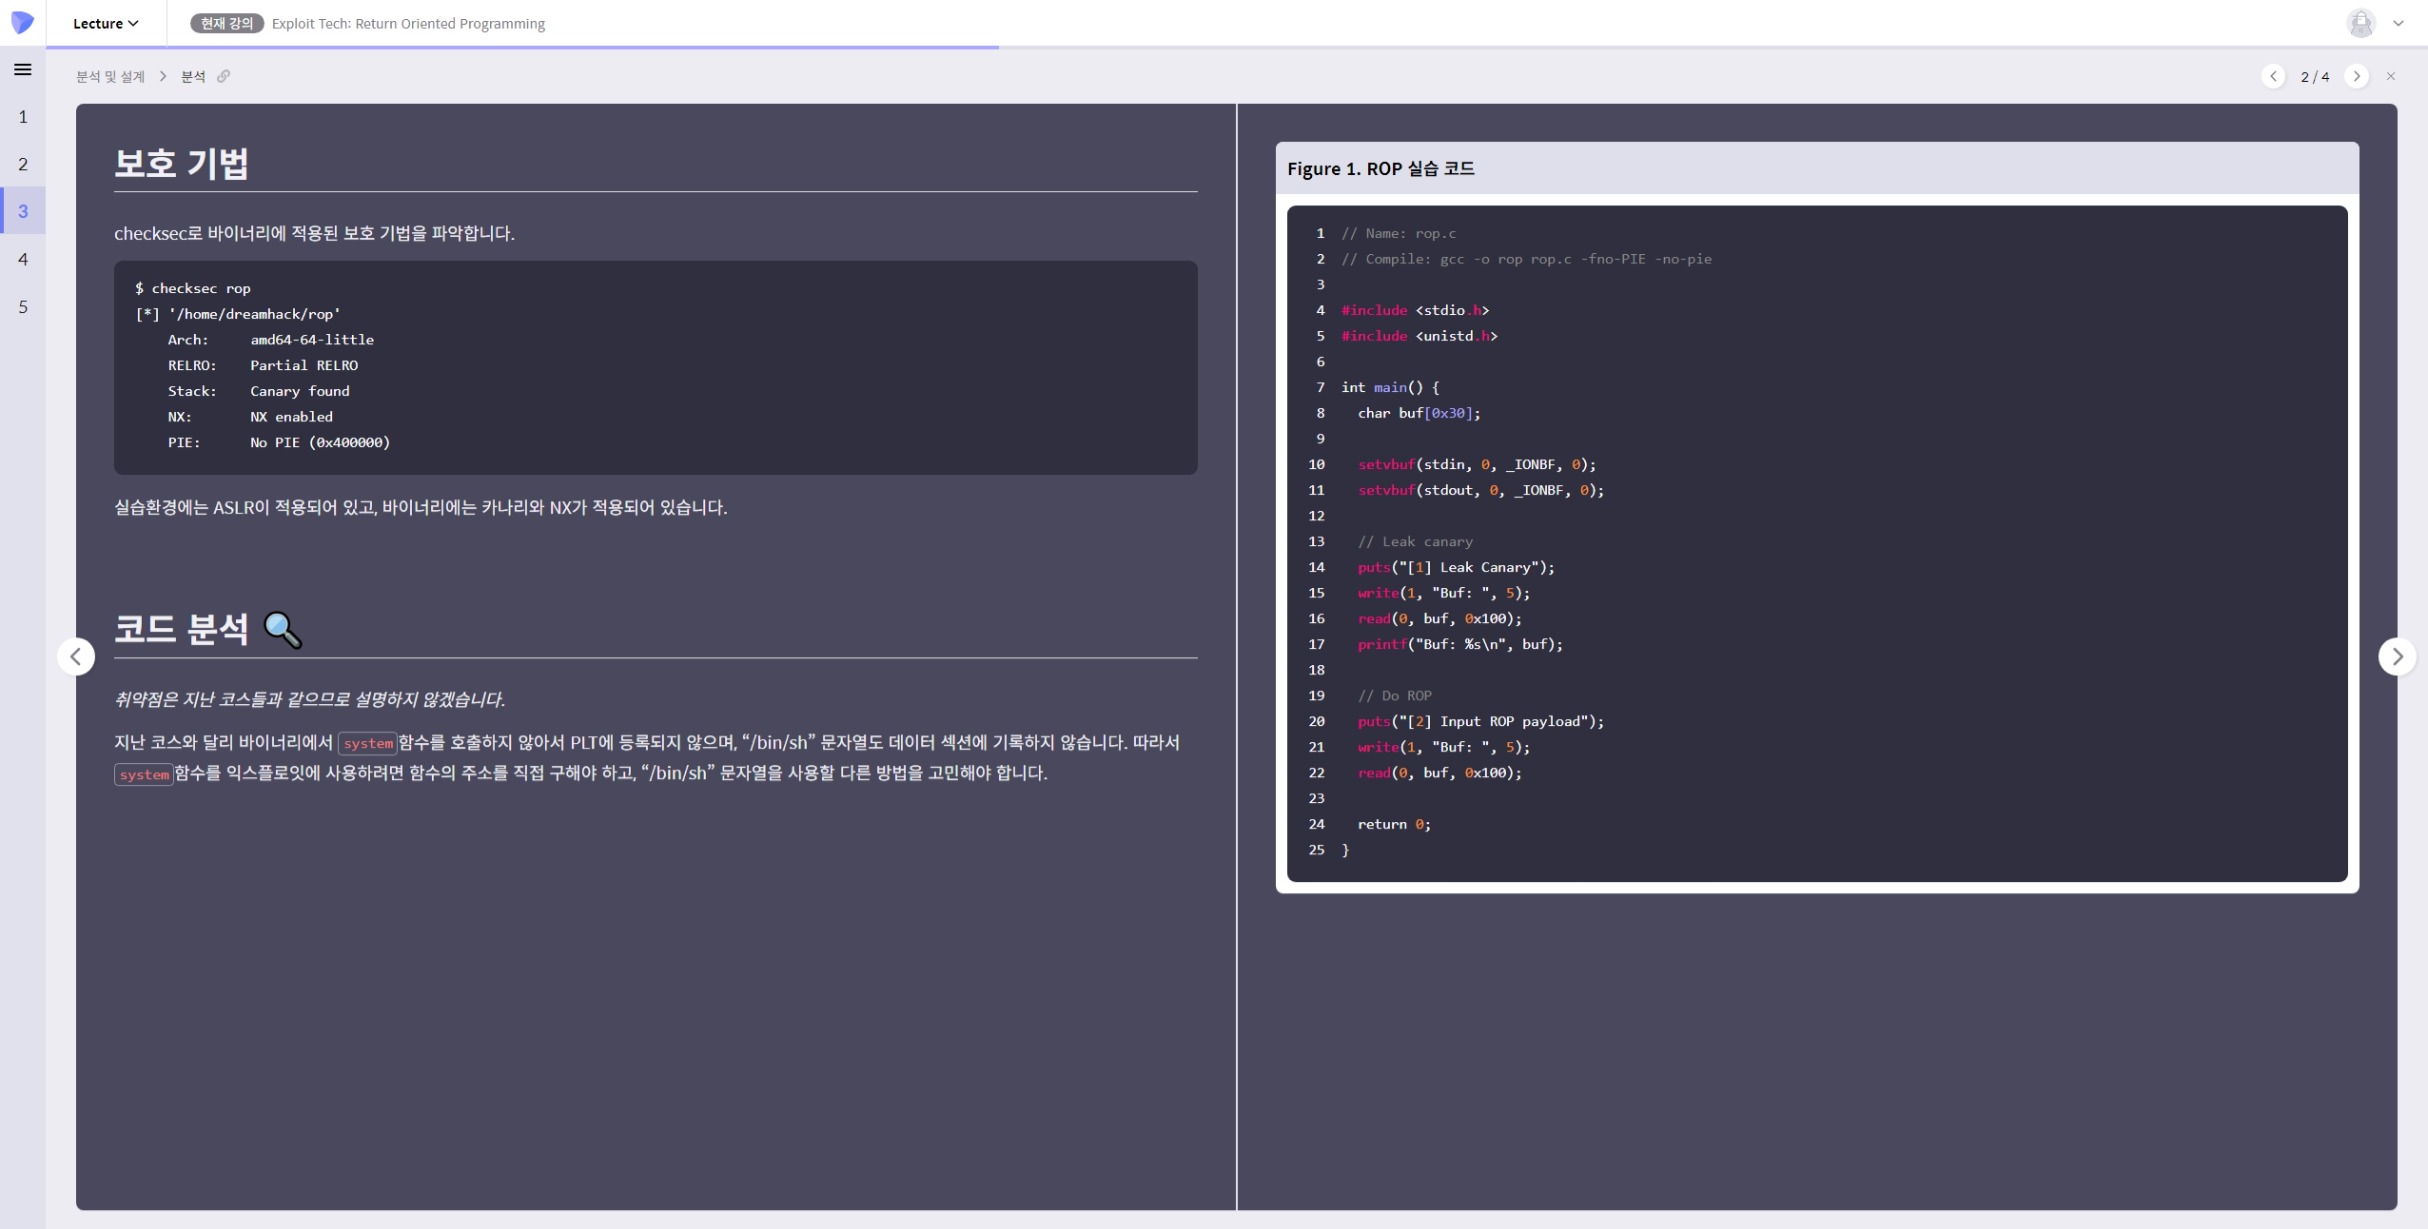 Lecture
현재 강의 Exploit Tech: Return Oriented Programming
분석 및 설계 > 분석
2 / 4
1
2
3
4
5
보호 기법
checksec로 바이너리에 적용된 보호 기법을 파악합니다.
$ checksec rop
[*] '/home/dreamhack/rop'
    Arch:     amd64-64-little
    RELRO:    Partial RELRO
    Stack:    Canary found
    NX:       NX enabled
    PIE:      No PIE (0x400000)
실습환경에는 ASLR이 적용되어 있고, 바이너리에는 카나리와 NX가 적용되어 있습니다.
코드 분석 🔍
취약점은 지난 코스들과 같으므로 설명하지 않겠습니다.
지난 코스와 달리 바이너리에서 system함수를 호출하지 않아서 PLT에 등록되지 않으며, “/bin/sh” 문자열도 데이터 섹션에 기록하지 않습니다. 따라서
system함수를 익스플로잇에 사용하려면 함수의 주소를 직접 구해야 하고, “/bin/sh” 문자열을 사용할 다른 방법을 고민해야 합니다.
Figure 1. ROP 실습 코드
1 // Name: rop.c
2 // Compile: gcc -o rop rop.c -fno-PIE -no-pie
3
4 #include <stdio.h>
5 #include <unistd.h>
6
7 int main() {
8   char buf[0x30];
9
10   setvbuf(stdin, 0, _IONBF, 0);
11   setvbuf(stdout, 0, _IONBF, 0);
12
13   // Leak canary
14   puts("[1] Leak Canary");
15   write(1, "Buf: ", 5);
16   read(0, buf, 0x100);
17   printf("Buf: %s\n", buf);
18
19   // Do ROP
20   puts("[2] Input ROP payload");
21   write(1, "Buf: ", 5);
22   read(0, buf, 0x100);
23
24   return 0;
25 }